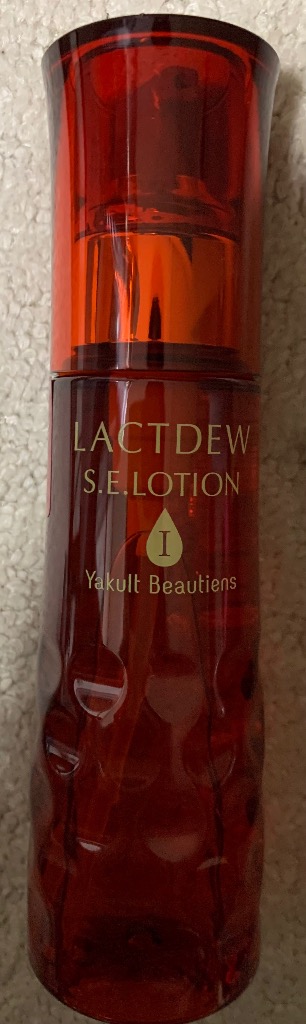 LACTDEW
S.E.LOTION
I
Yakult Beautiens